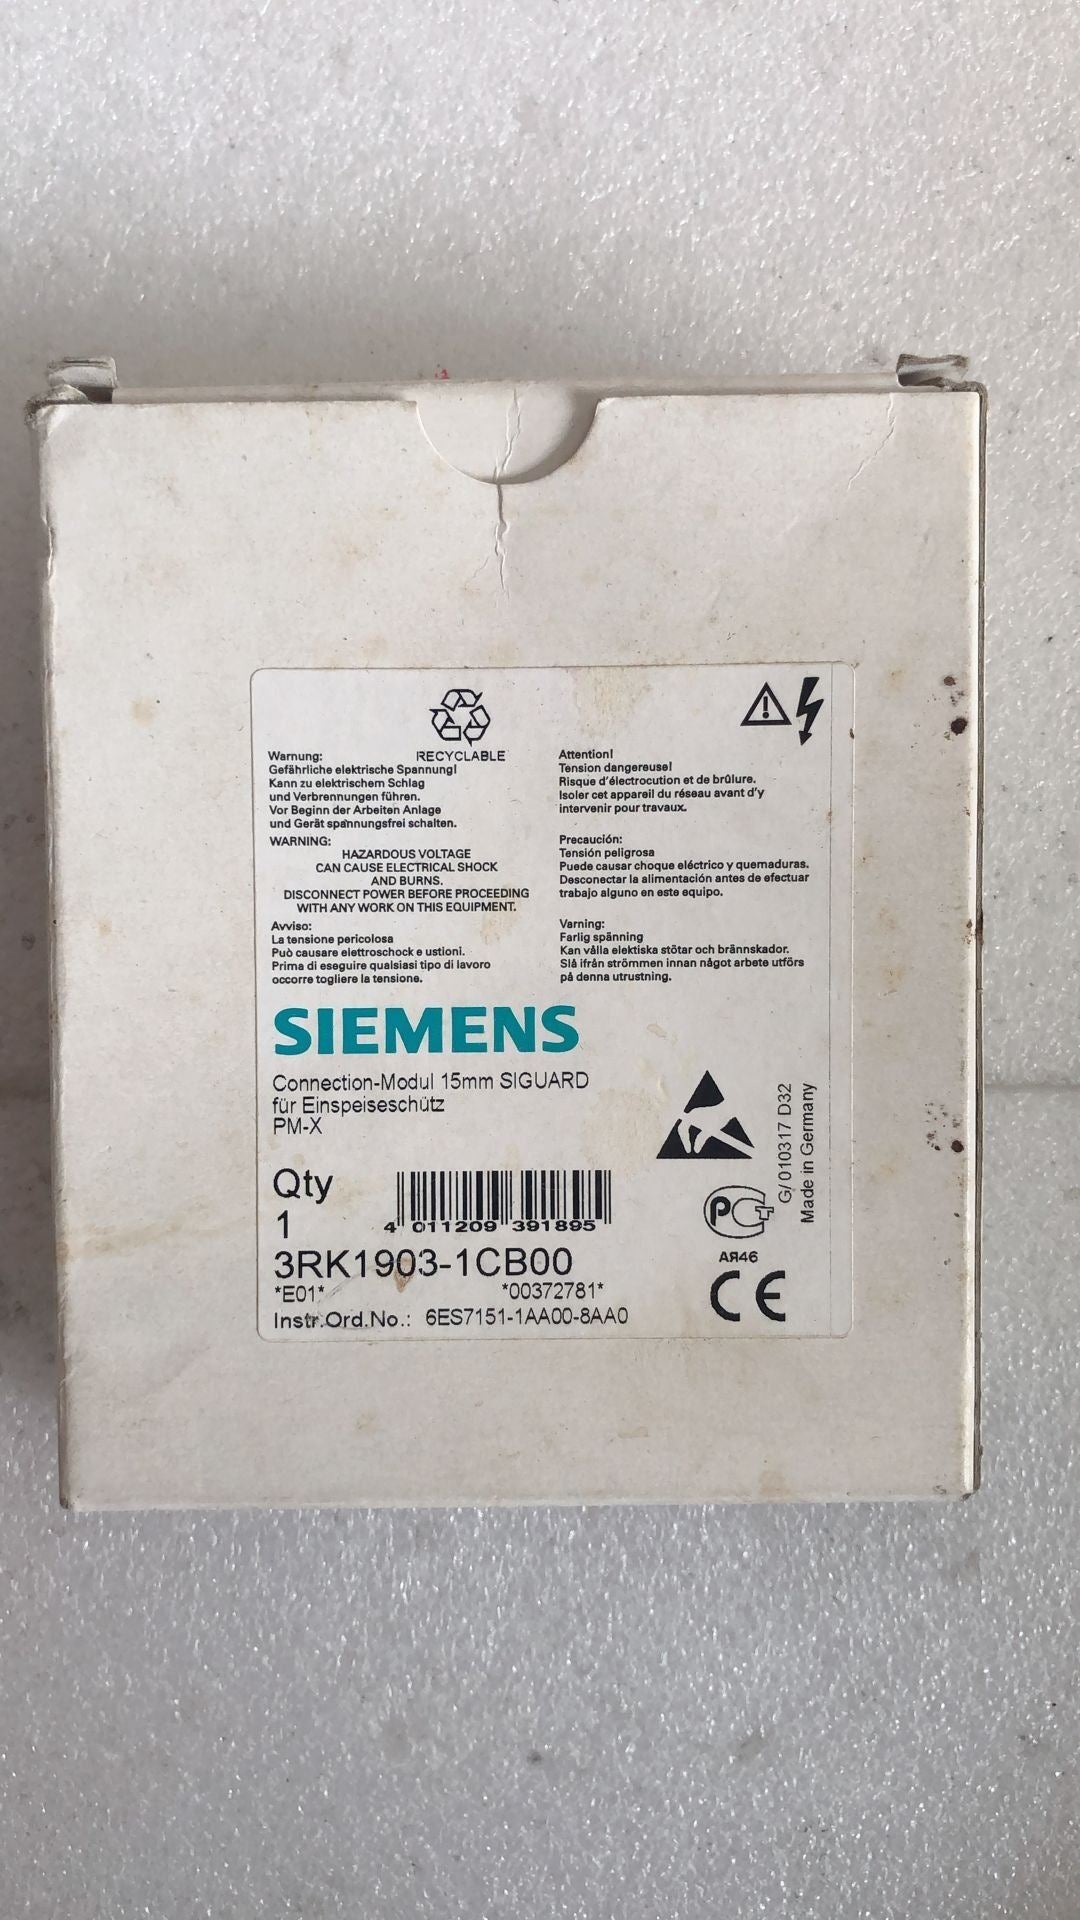 RECYCLABLE
Warnung:
Gefährliche elektrische Spannung!
Kann zu elektrischem Schlag
und Verbrennungen führen.
Vor Beginn der Arbeiten Anlage
und Gerät spannungsfrei schalten.
WARNING:
HAZARDOUS VOLTAGE
CAN CAUSE ELECTRICAL SHOCK
AND BURNS.
DISCONNECT POWER BEFORE PROCEEDING
WITH ANY WORK ON THIS EQUIPMENT.
Avviso:
La tensione pericolosa
Può causare elettroschock e ustioni.
Prima di eseguire qualsiasi tipo di lavoro
occorre togliere la tensione.
Attention!
Tension dangereuse!
Risque d'électrocution et de brûlure.
Isoler cet appareil du réseau avant d'y
intervenir pour travaux.
Precaución:
Tensión peligrosa
Puede causar choque eléctrico y quemaduras.
Desconectar la alimentación antes de efectuar
trabajo alguno en este equipo.
Varning:
Farlig spänning
Kan vålla elektiska stötar och brännskador.
Slå ifrån strömmen innan något arbete utförs
på denna utrustning.
SIEMENS
Connection-Modul 15mm SIGUARD
für Einspeiseschütz
PM-X
Qty
1
4 011209 391895
3RK1903-1CB00
*E01* *00372781*
Instr.Ord.No.: 6ES7151-1AA00-8AA0
G/010317 D32
Made in Germany
PC
АЯ46
CE